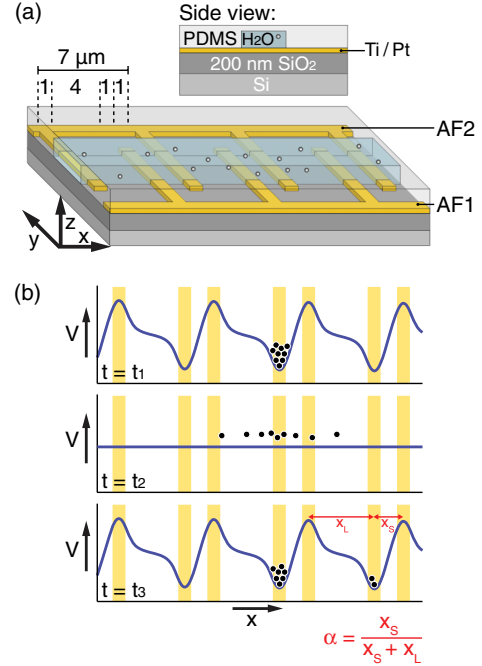 (a)
Side view:
PDMS H₂O°
Ti / Pt
200 nm SiO₂
Si
7 μm
1 4 1 1
AF2
AF1
z
y
x
(b)
V
t = t₁
V
t = t₂
x_L x_S
V
t = t₃
x
α = x_S / (x_S + x_L)